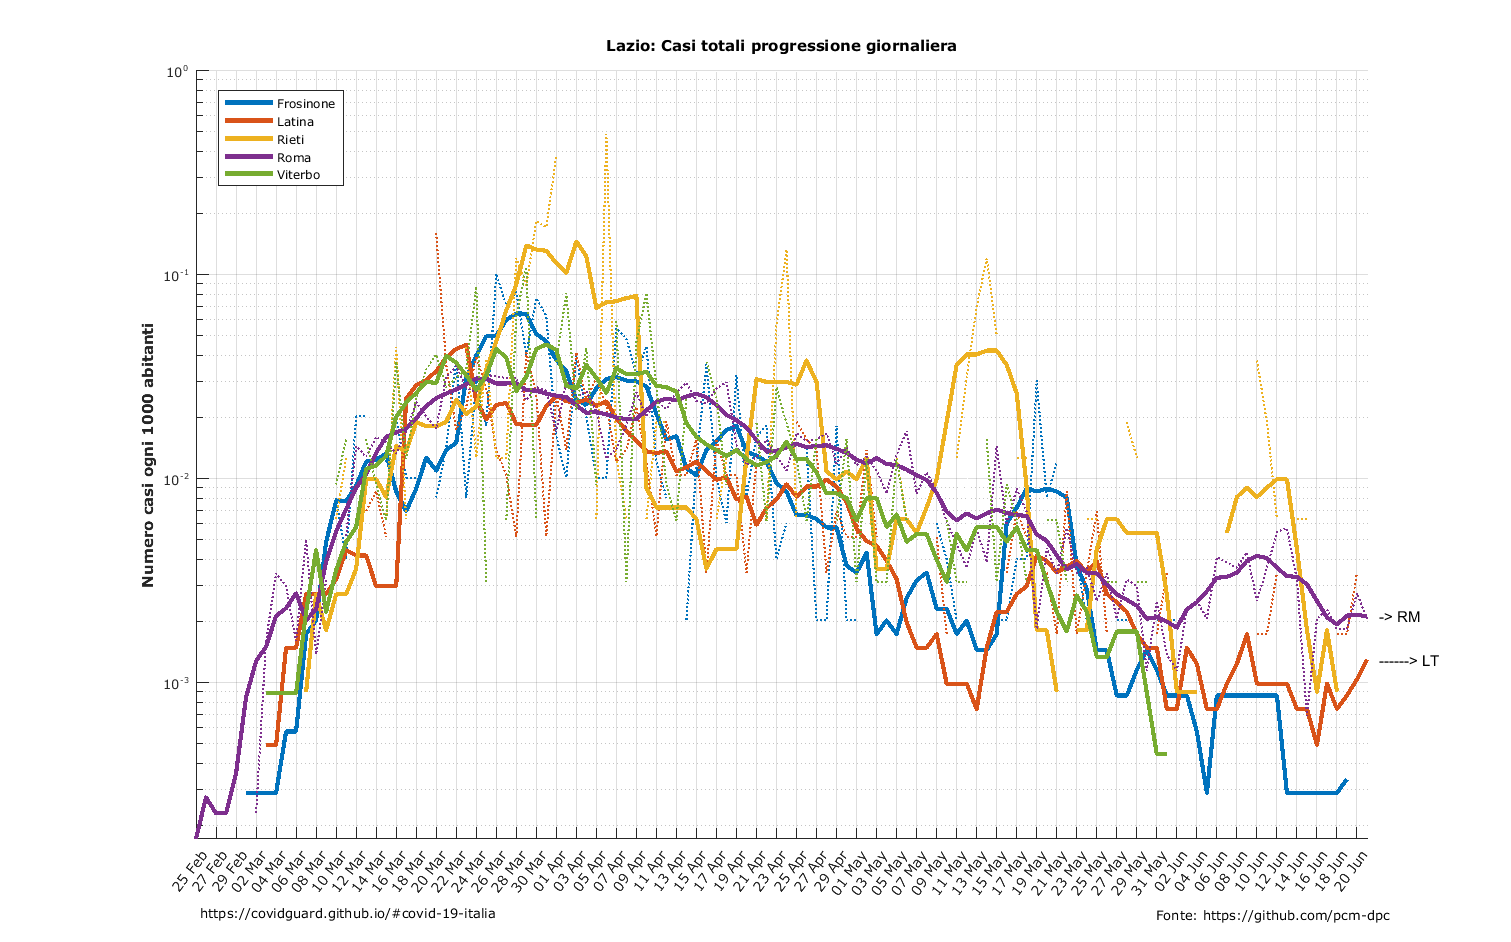 Lazio: Casi totali progressione giornaliera
Numero casi ogni 1000 abitanti
10^0
10^-1
10^-2
10^-3
Frosinone
Latina
Rieti
Roma
Viterbo
-> RM
------> LT
25 Feb
27 Feb
29 Feb
02 Mar
04 Mar
06 Mar
08 Mar
10 Mar
12 Mar
14 Mar
16 Mar
18 Mar
20 Mar
22 Mar
24 Mar
26 Mar
28 Mar
30 Mar
01 Apr
03 Apr
05 Apr
07 Apr
09 Apr
11 Apr
13 Apr
15 Apr
17 Apr
19 Apr
21 Apr
23 Apr
25 Apr
27 Apr
29 Apr
01 May
03 May
05 May
07 May
09 May
11 May
13 May
15 May
17 May
19 May
21 May
23 May
25 May
27 May
29 May
31 May
02 Jun
04 Jun
06 Jun
08 Jun
10 Jun
12 Jun
14 Jun
16 Jun
18 Jun
20 Jun
https://covidguard.github.io/#covid-19-italia
Fonte: https://github.com/pcm-dpc